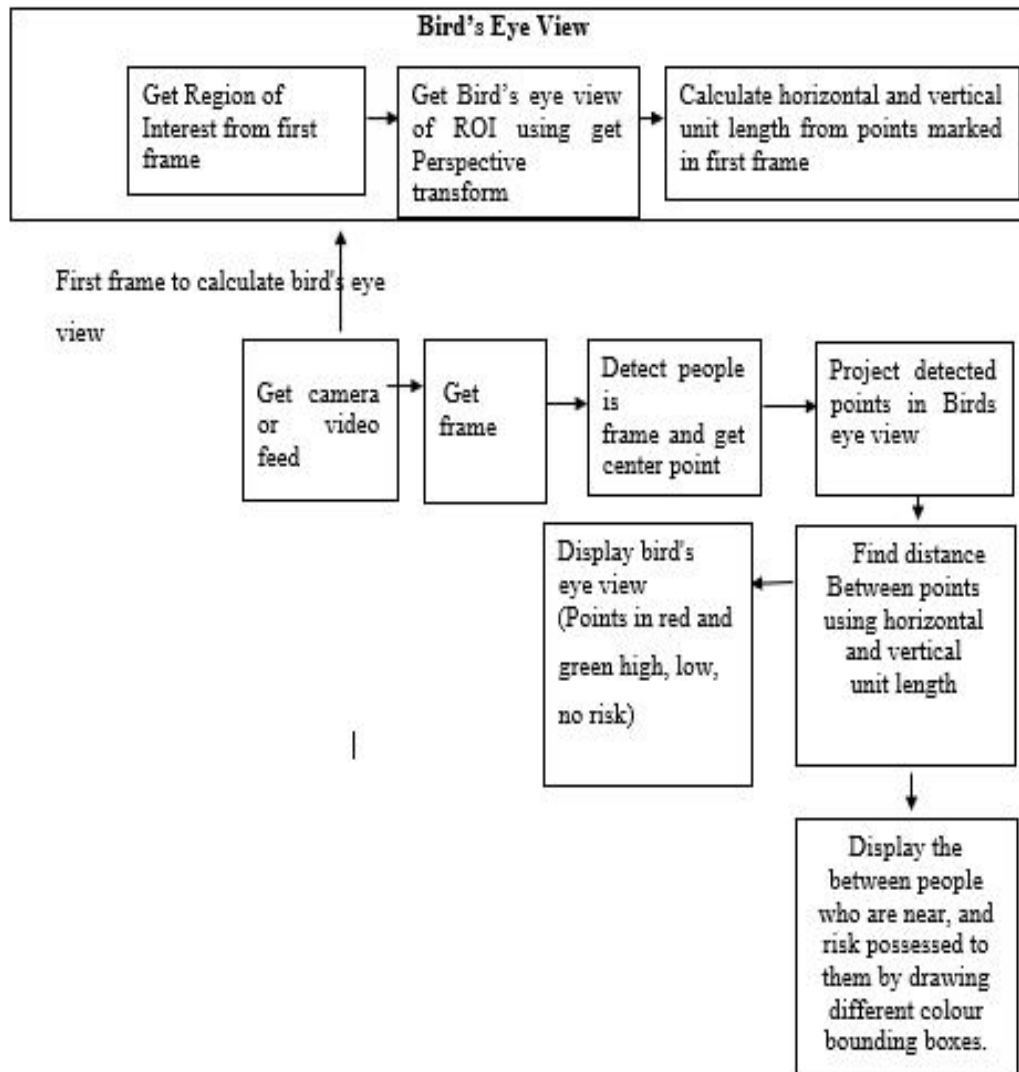 Bird’s Eye View
Get Region of
Interest from first
frame
Get Bird’s eye view
of ROI using get
Perspective
transform
Calculate horizontal and vertical
unit length from points marked
in first frame
First frame to calculate bird's eye
view
Get camera
or video
feed
Get
frame
Detect people
is
frame and get
center point
Project detected
points in Birds
eye view
Display bird's
eye view
(Points in red and
green high, low,
no risk)
Find distance
Between points
using horizontal
and vertical
unit length
Display the
between people
who are near, and
risk possessed to
them by drawing
different colour
bounding boxes.